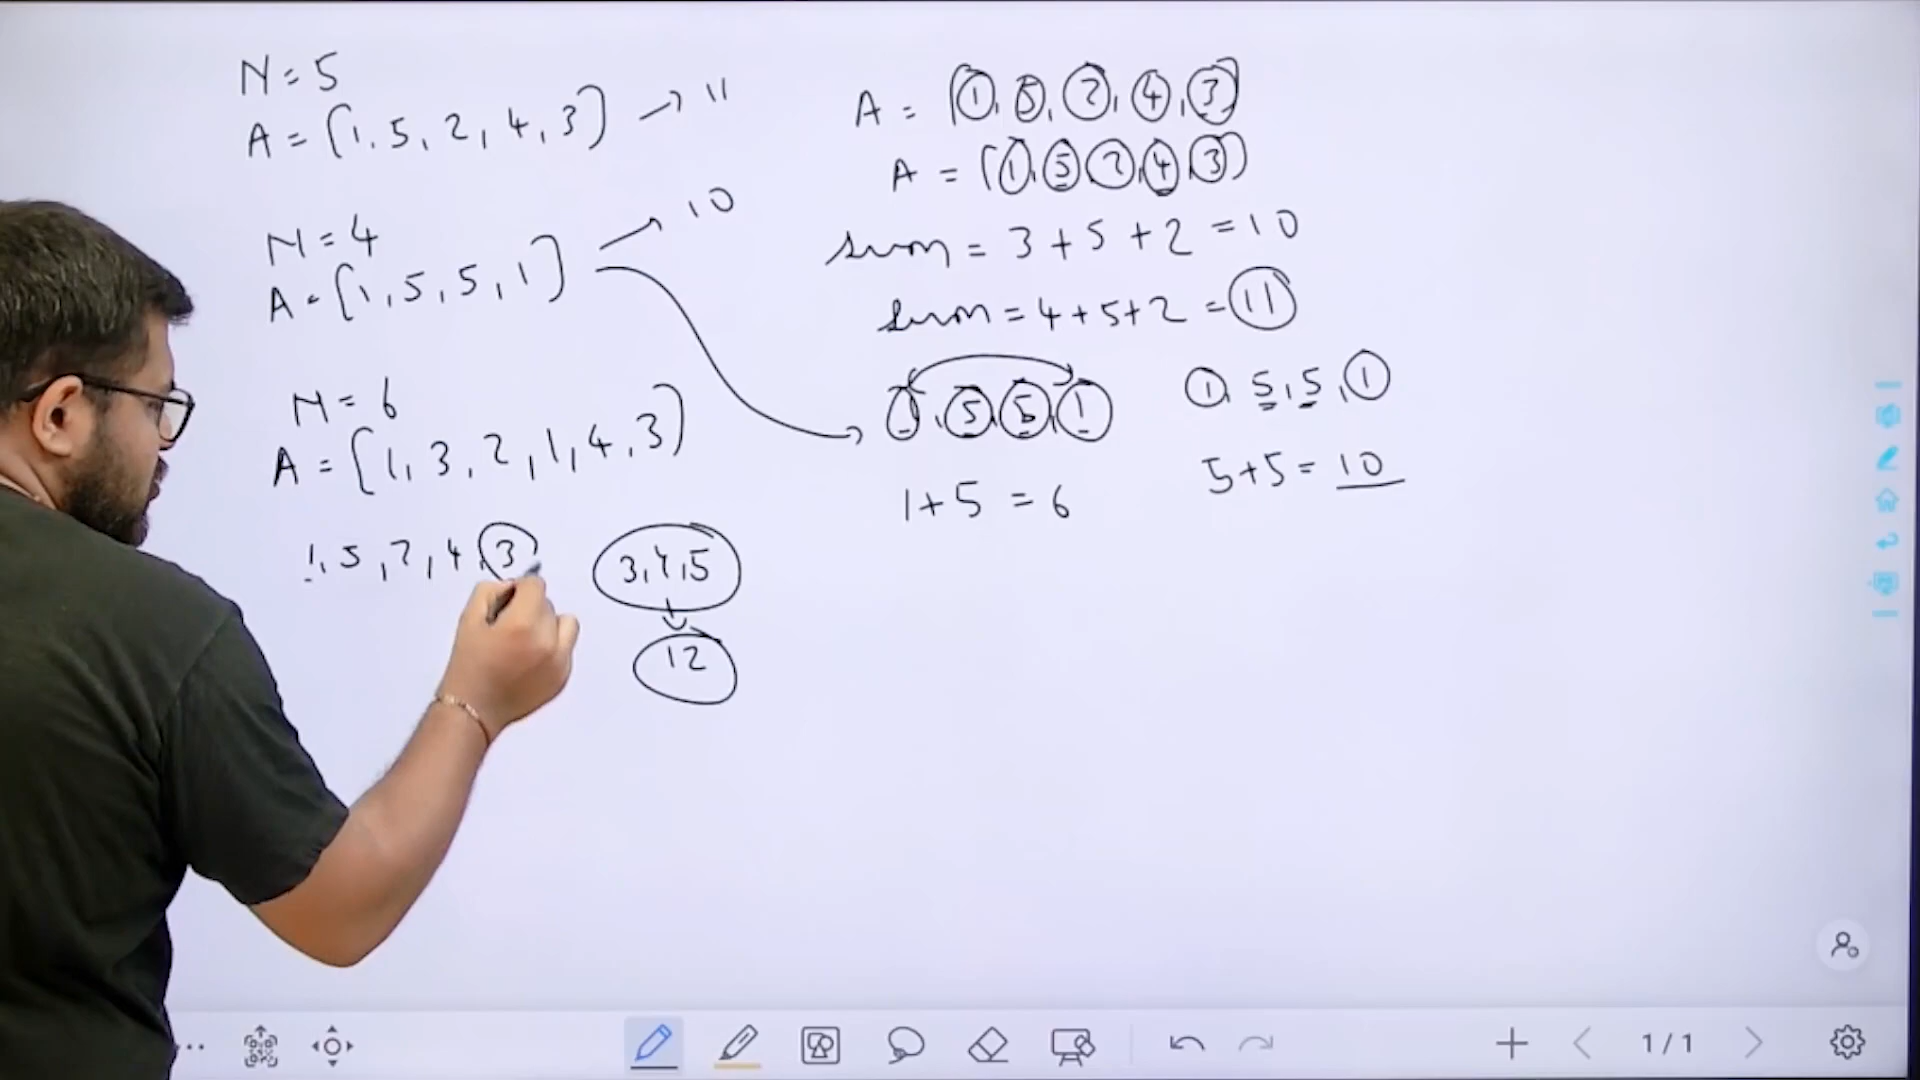 N = 5
A = [1, 5, 2, 4, 3] → 11
N = 4
A = [1, 5, 5, 1] → 10
N = 6
A = [1, 3, 2, 1, 4, 3]
1, 5, 2, 4, 3
3, 4, 5
12
A = [1, 5, 2, 4, 3]
A = [1, 5, 2, 4, 3]
sum = 3 + 5 + 2 = 10
sum = 4 + 5 + 2 = 11
1, 5, 5, 1
1 + 5 = 6
1, 5, 5, 1
5 + 5 = 10
1 / 1